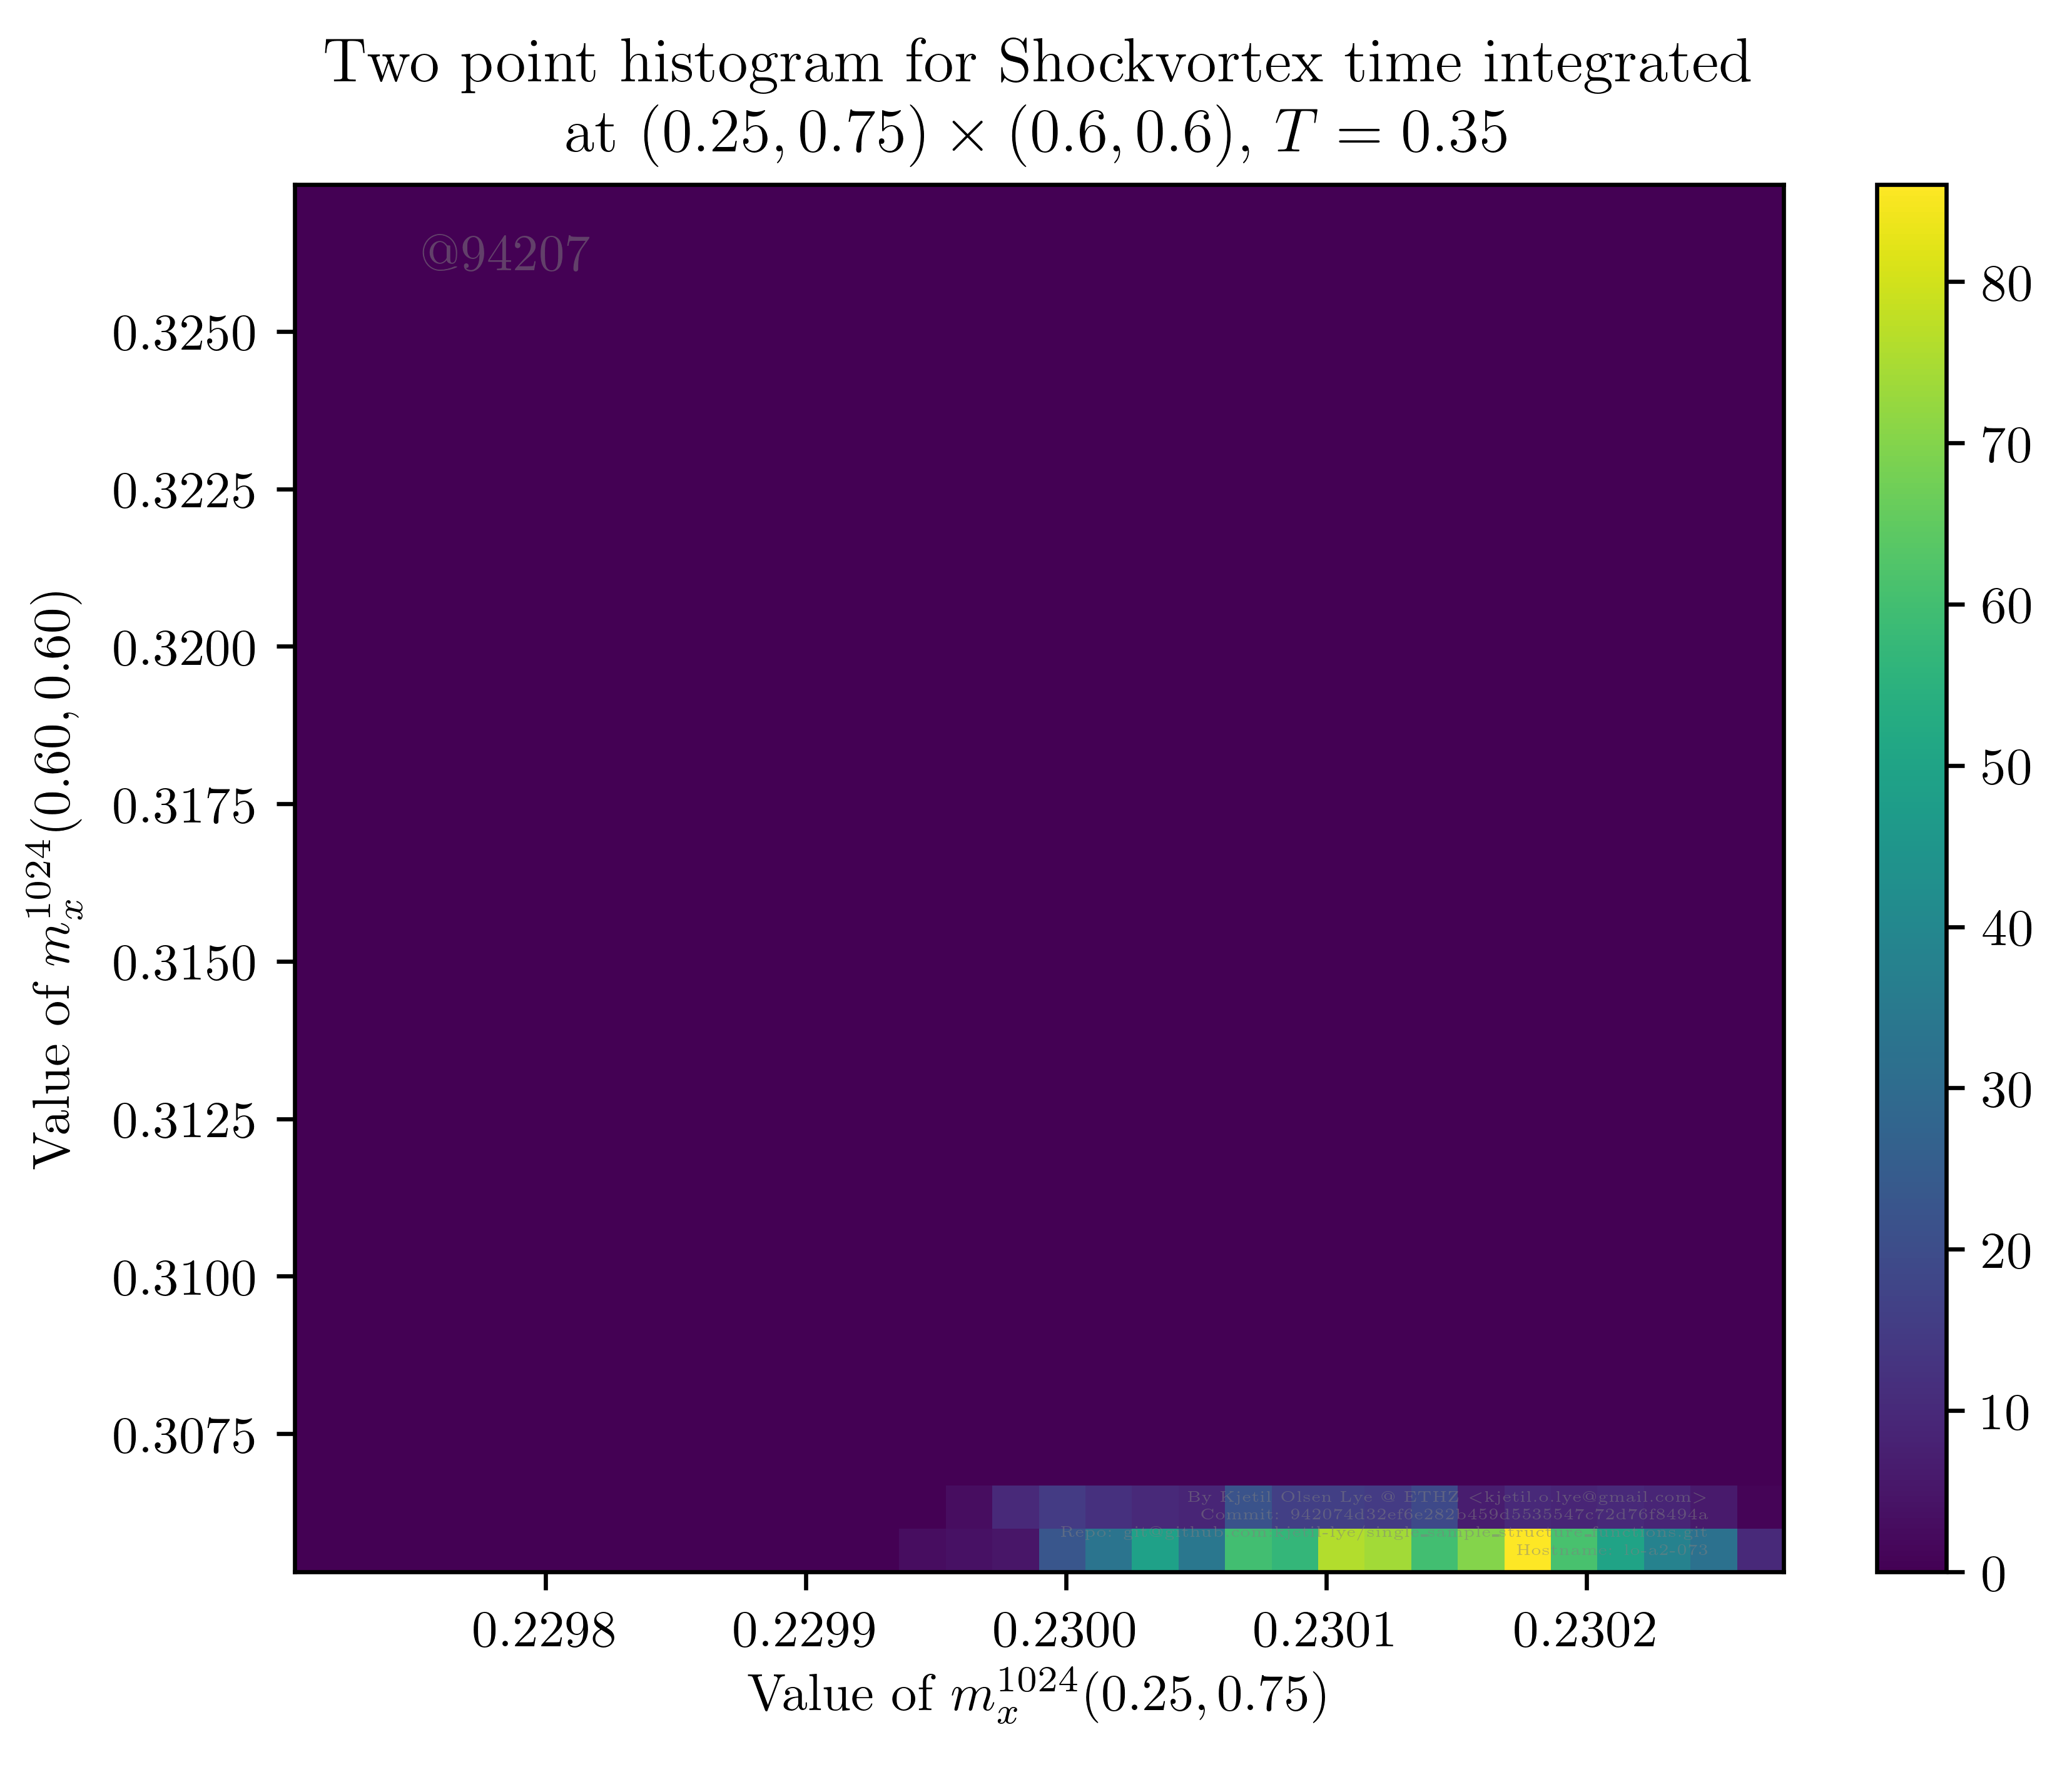 Two point histogram for Shockvortex time integrated
at (0.25, 0.75) × (0.6, 0.6), T = 0.35
@94207
80
70
60
50
40
30
20
10
0
0.3250
0.3225
0.3200
0.3175
0.3150
0.3125
0.3100
0.3075
Value of m_x^1024(0.60, 0.60)
By Kjetil Olsen Lye @ ETHZ <kjetil.o.lye@gmail.com>
Commit: 942074d32ef6e282b459d5535547c72d76f8494a
Repo:
Hostname:
0.2298
0.2299
0.2300
0.2301
0.2302
Value of m_x^1024(0.25, 0.75)